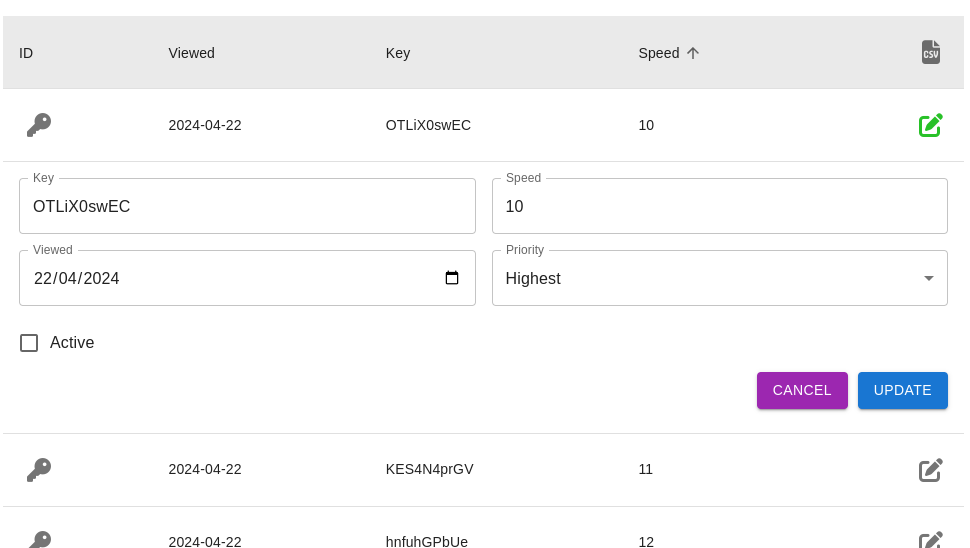 ID Viewed Key Speed CSV
2024-04-22 OTLiX0swEC 10
Key Speed
OTLiX0swEC 10
Viewed Priority
22/04/2024 Highest
Active
CANCEL UPDATE
2024-04-22 KES4N4prGV 11
2024-04-22 hnfuhGPbUe 12